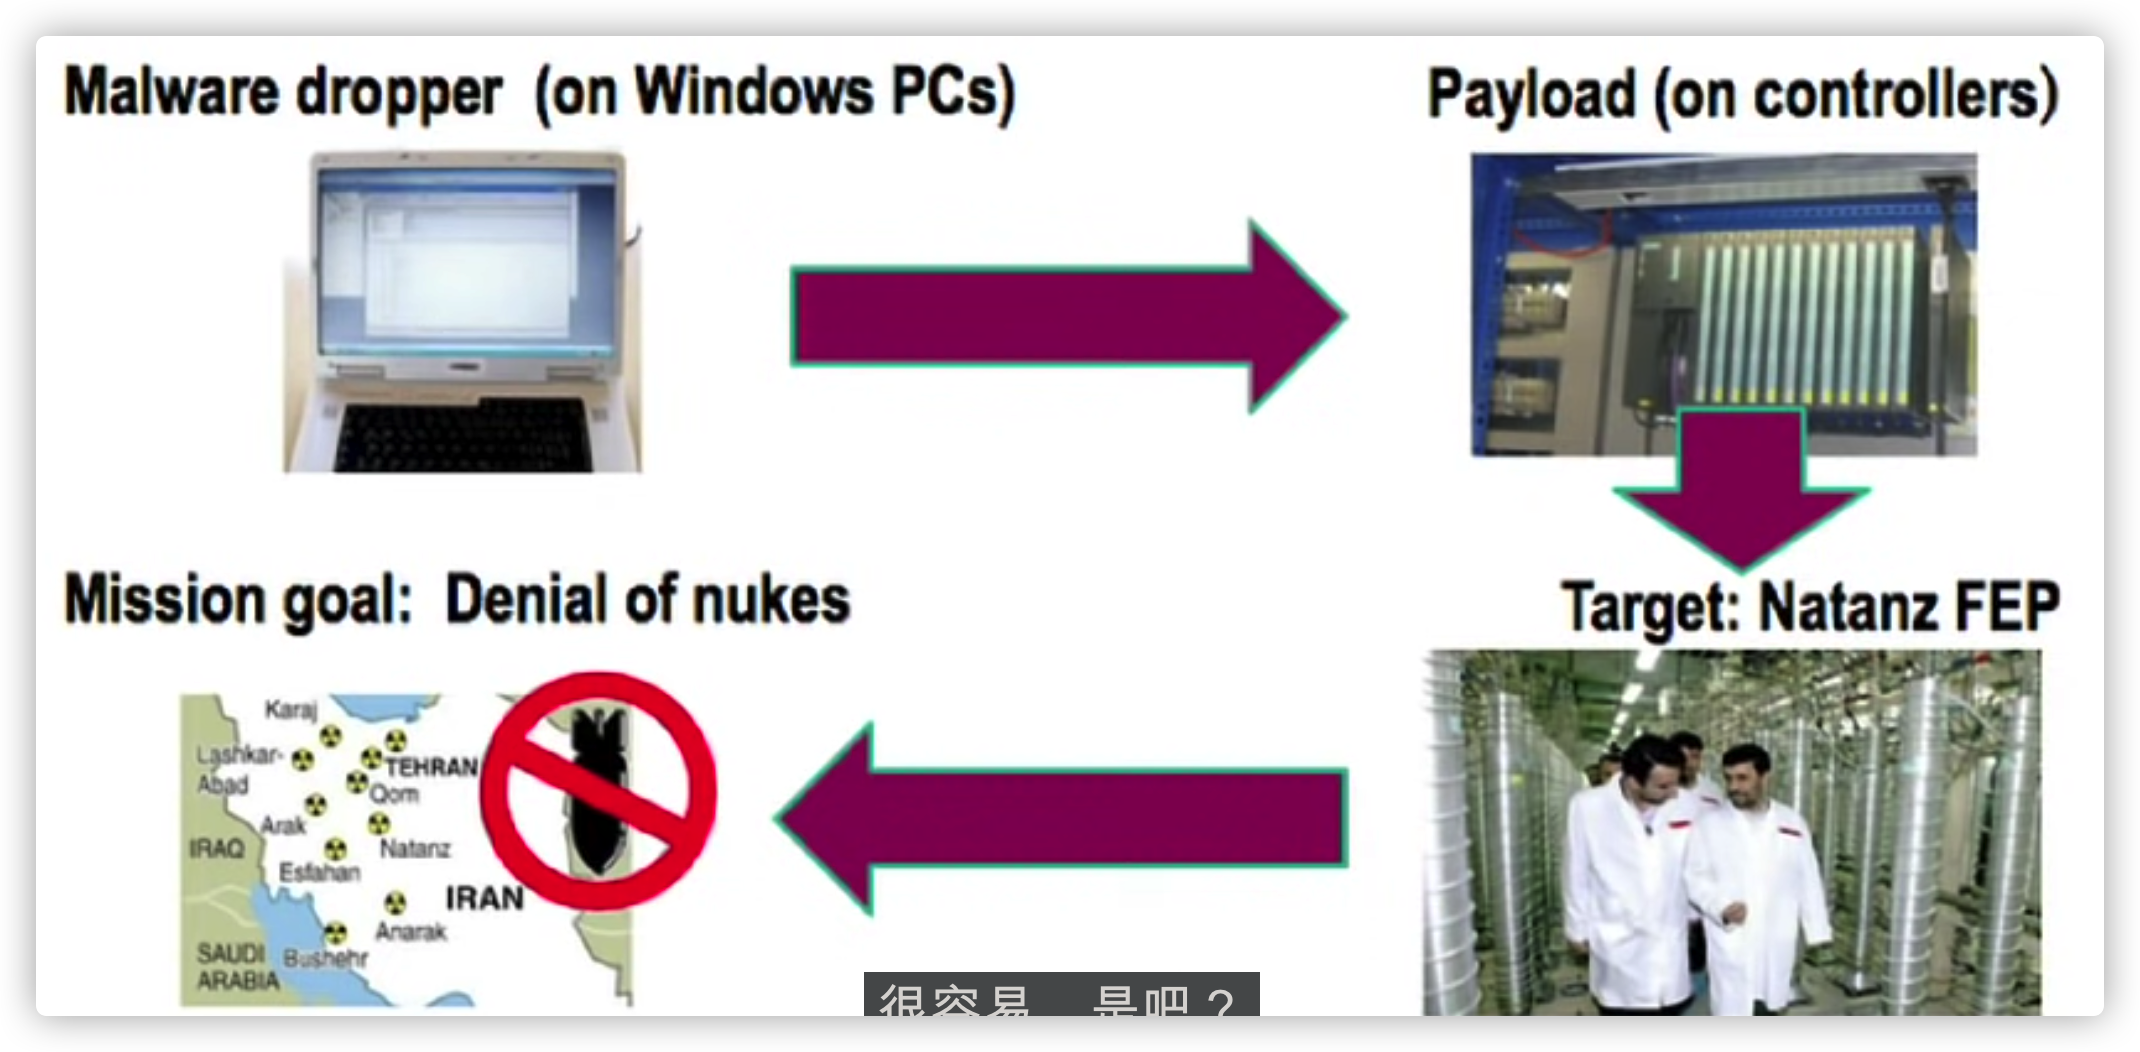 Malware dropper (on Windows PCs)
Payload (on controllers)
Mission goal: Denial of nukes
Target: Natanz FEP
Karaj
Lashkar-
Abad
TEHRAN
Qom
Arak
IRAQ
Natanz
Esfahan
IRAN
Anarak
SAUDI
ARABIA
Bushehr
很容易 是吧？